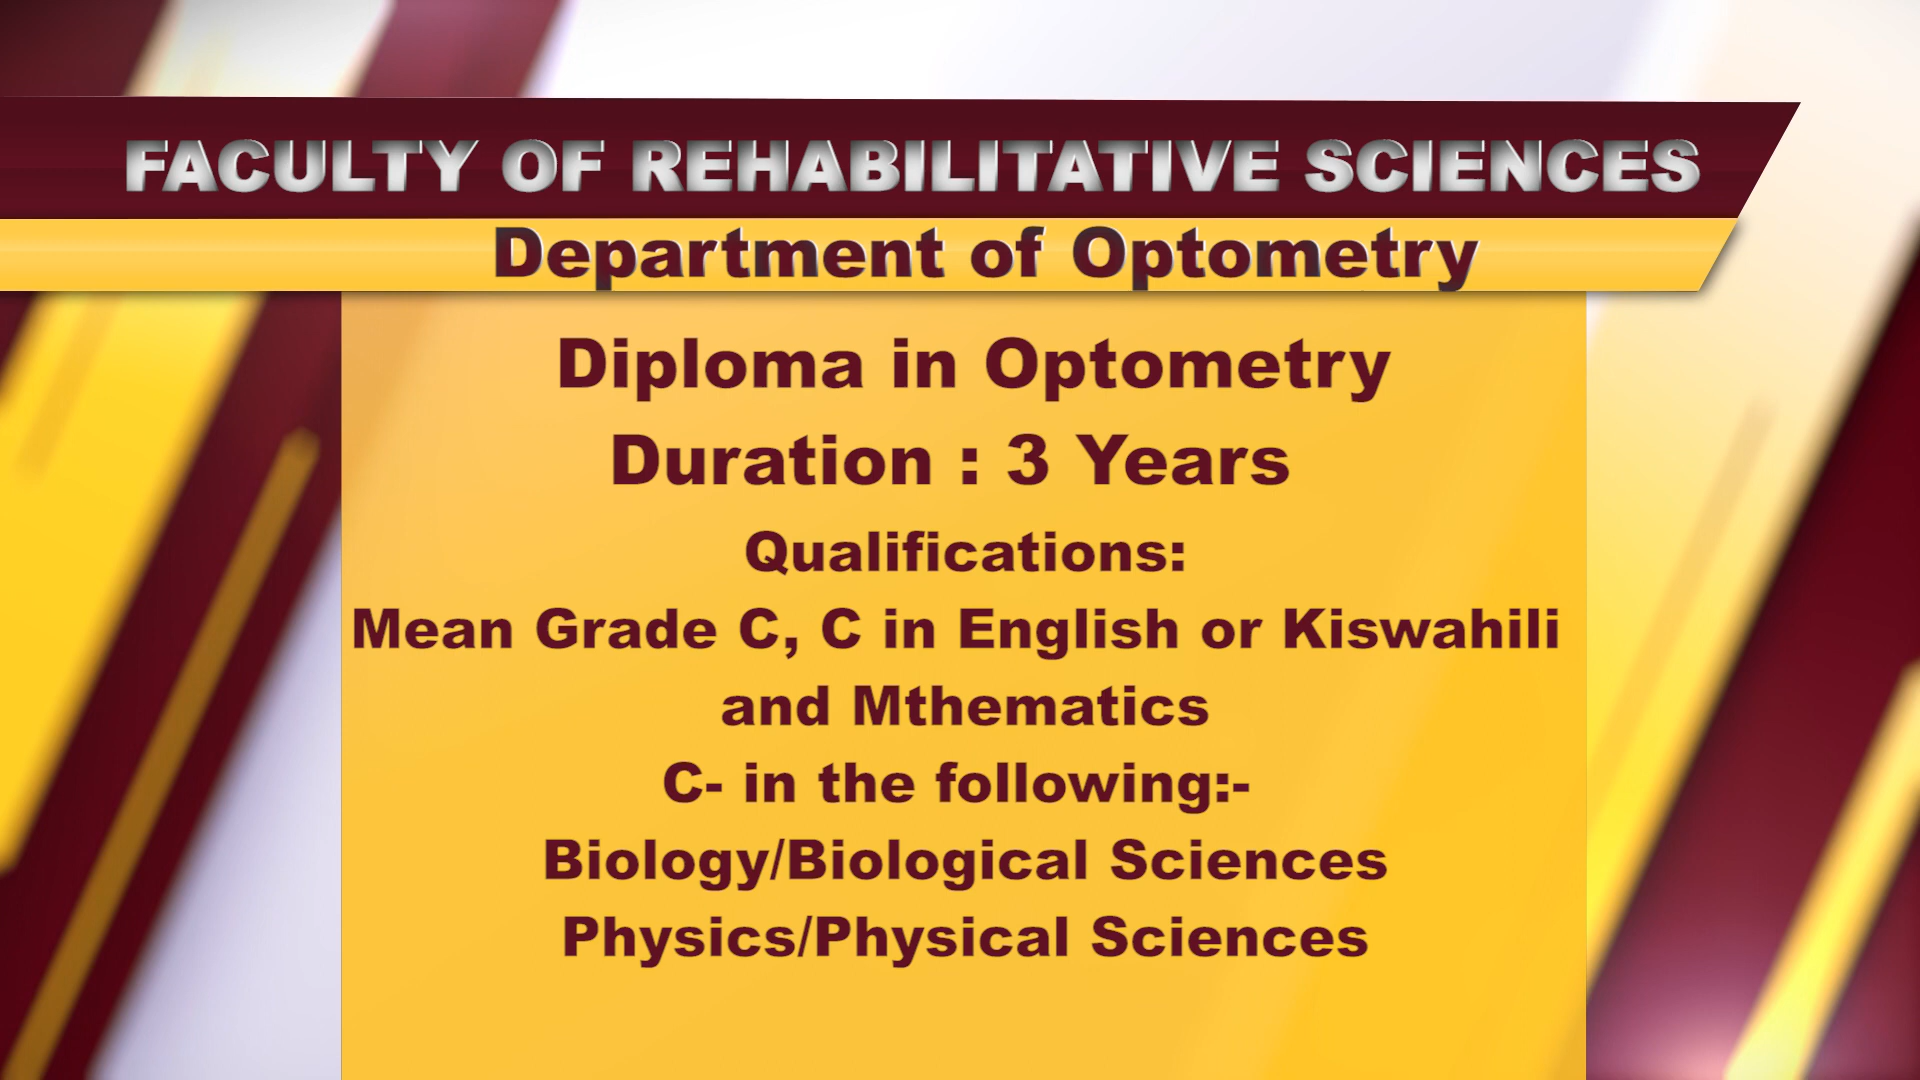 FACULTY OF REHABILITATIVE SCIENCES
Department of Optometry
Diploma in Optometry
Duration : 3 Years
Qualifications:
Mean Grade C, C in English or Kiswahili
and Mthematics
C- in the following:-
Biology/Biological Sciences
Physics/Physical Sciences